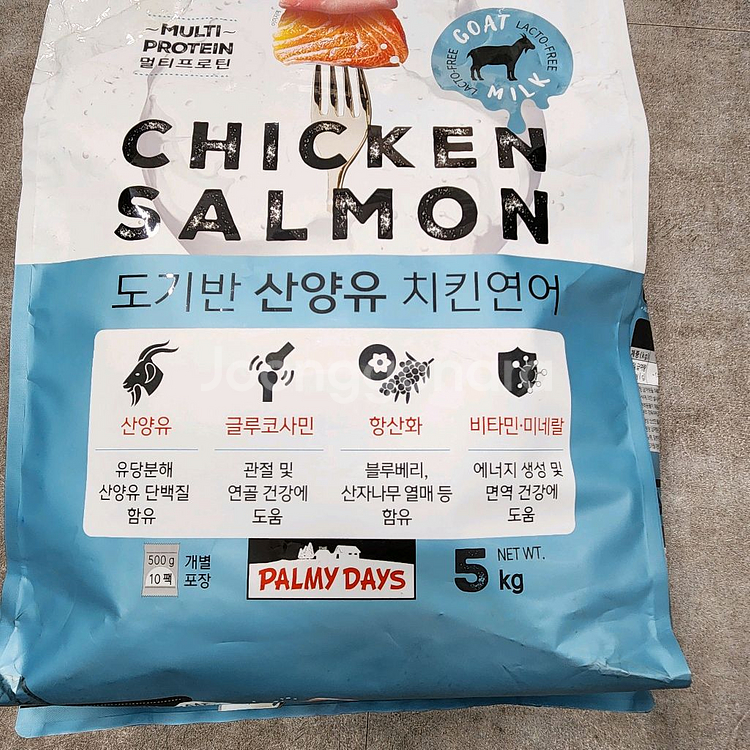 ~MULTI~
PROTEIN
멀티프로틴
GOAT MILK
LACTO-FREE
LACTO-FREE
CHICKEN
SALMON
도기반 산양유 치킨연어
Joonggonara
산양유
유당분해
산양유 단백질
함유
글루코사민
관절 및
연골 건강에
도움
항산화
블루베리,
산자나무 열매 등
함유
비타민·미네랄
에너지 생성 및
면역 건강에
도움
500 g
10 팩
개별
포장
PALMY DAYS
5 kg
NET WT.